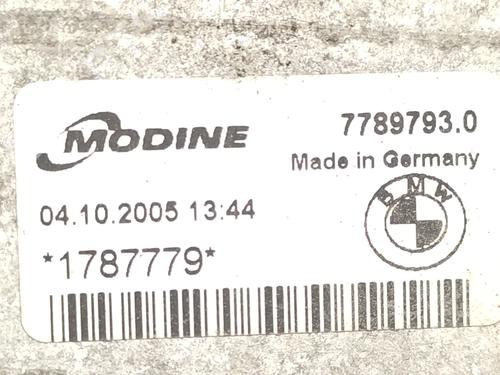 MODINE
7789793.0
Made in Germany
04.10.2005 13:44
BMW
*1787779*